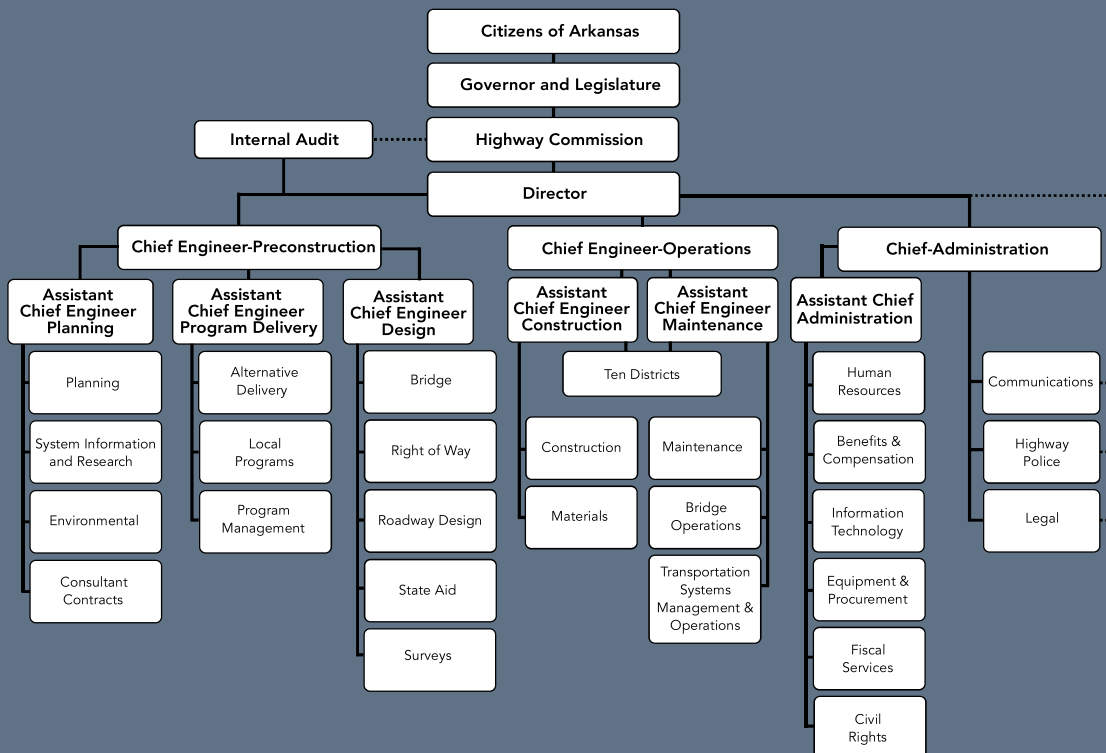 Citizens of Arkansas
Governor and Legislature
Internal Audit
Highway Commission
Director
Chief Engineer-Preconstruction
Chief Engineer-Operations
Chief-Administration
Assistant
Chief Engineer
Planning
Assistant
Chief Engineer
Program Delivery
Assistant
Chief Engineer
Design
Assistant
Chief Engineer
Construction
Assistant
Chief Engineer
Maintenance
Assistant Chief
Administration
Planning
System Information
and Research
Environmental
Consultant
Contracts
Alternative
Delivery
Local
Programs
Program
Management
Bridge
Right of Way
Roadway Design
State Aid
Surveys
Ten Districts
Construction
Materials
Maintenance
Bridge
Operations
Transportation
Systems
Management &
Operations
Human
Resources
Benefits &
Compensation
Information
Technology
Equipment &
Procurement
Fiscal
Services
Civil
Rights
Communications
Highway
Police
Legal